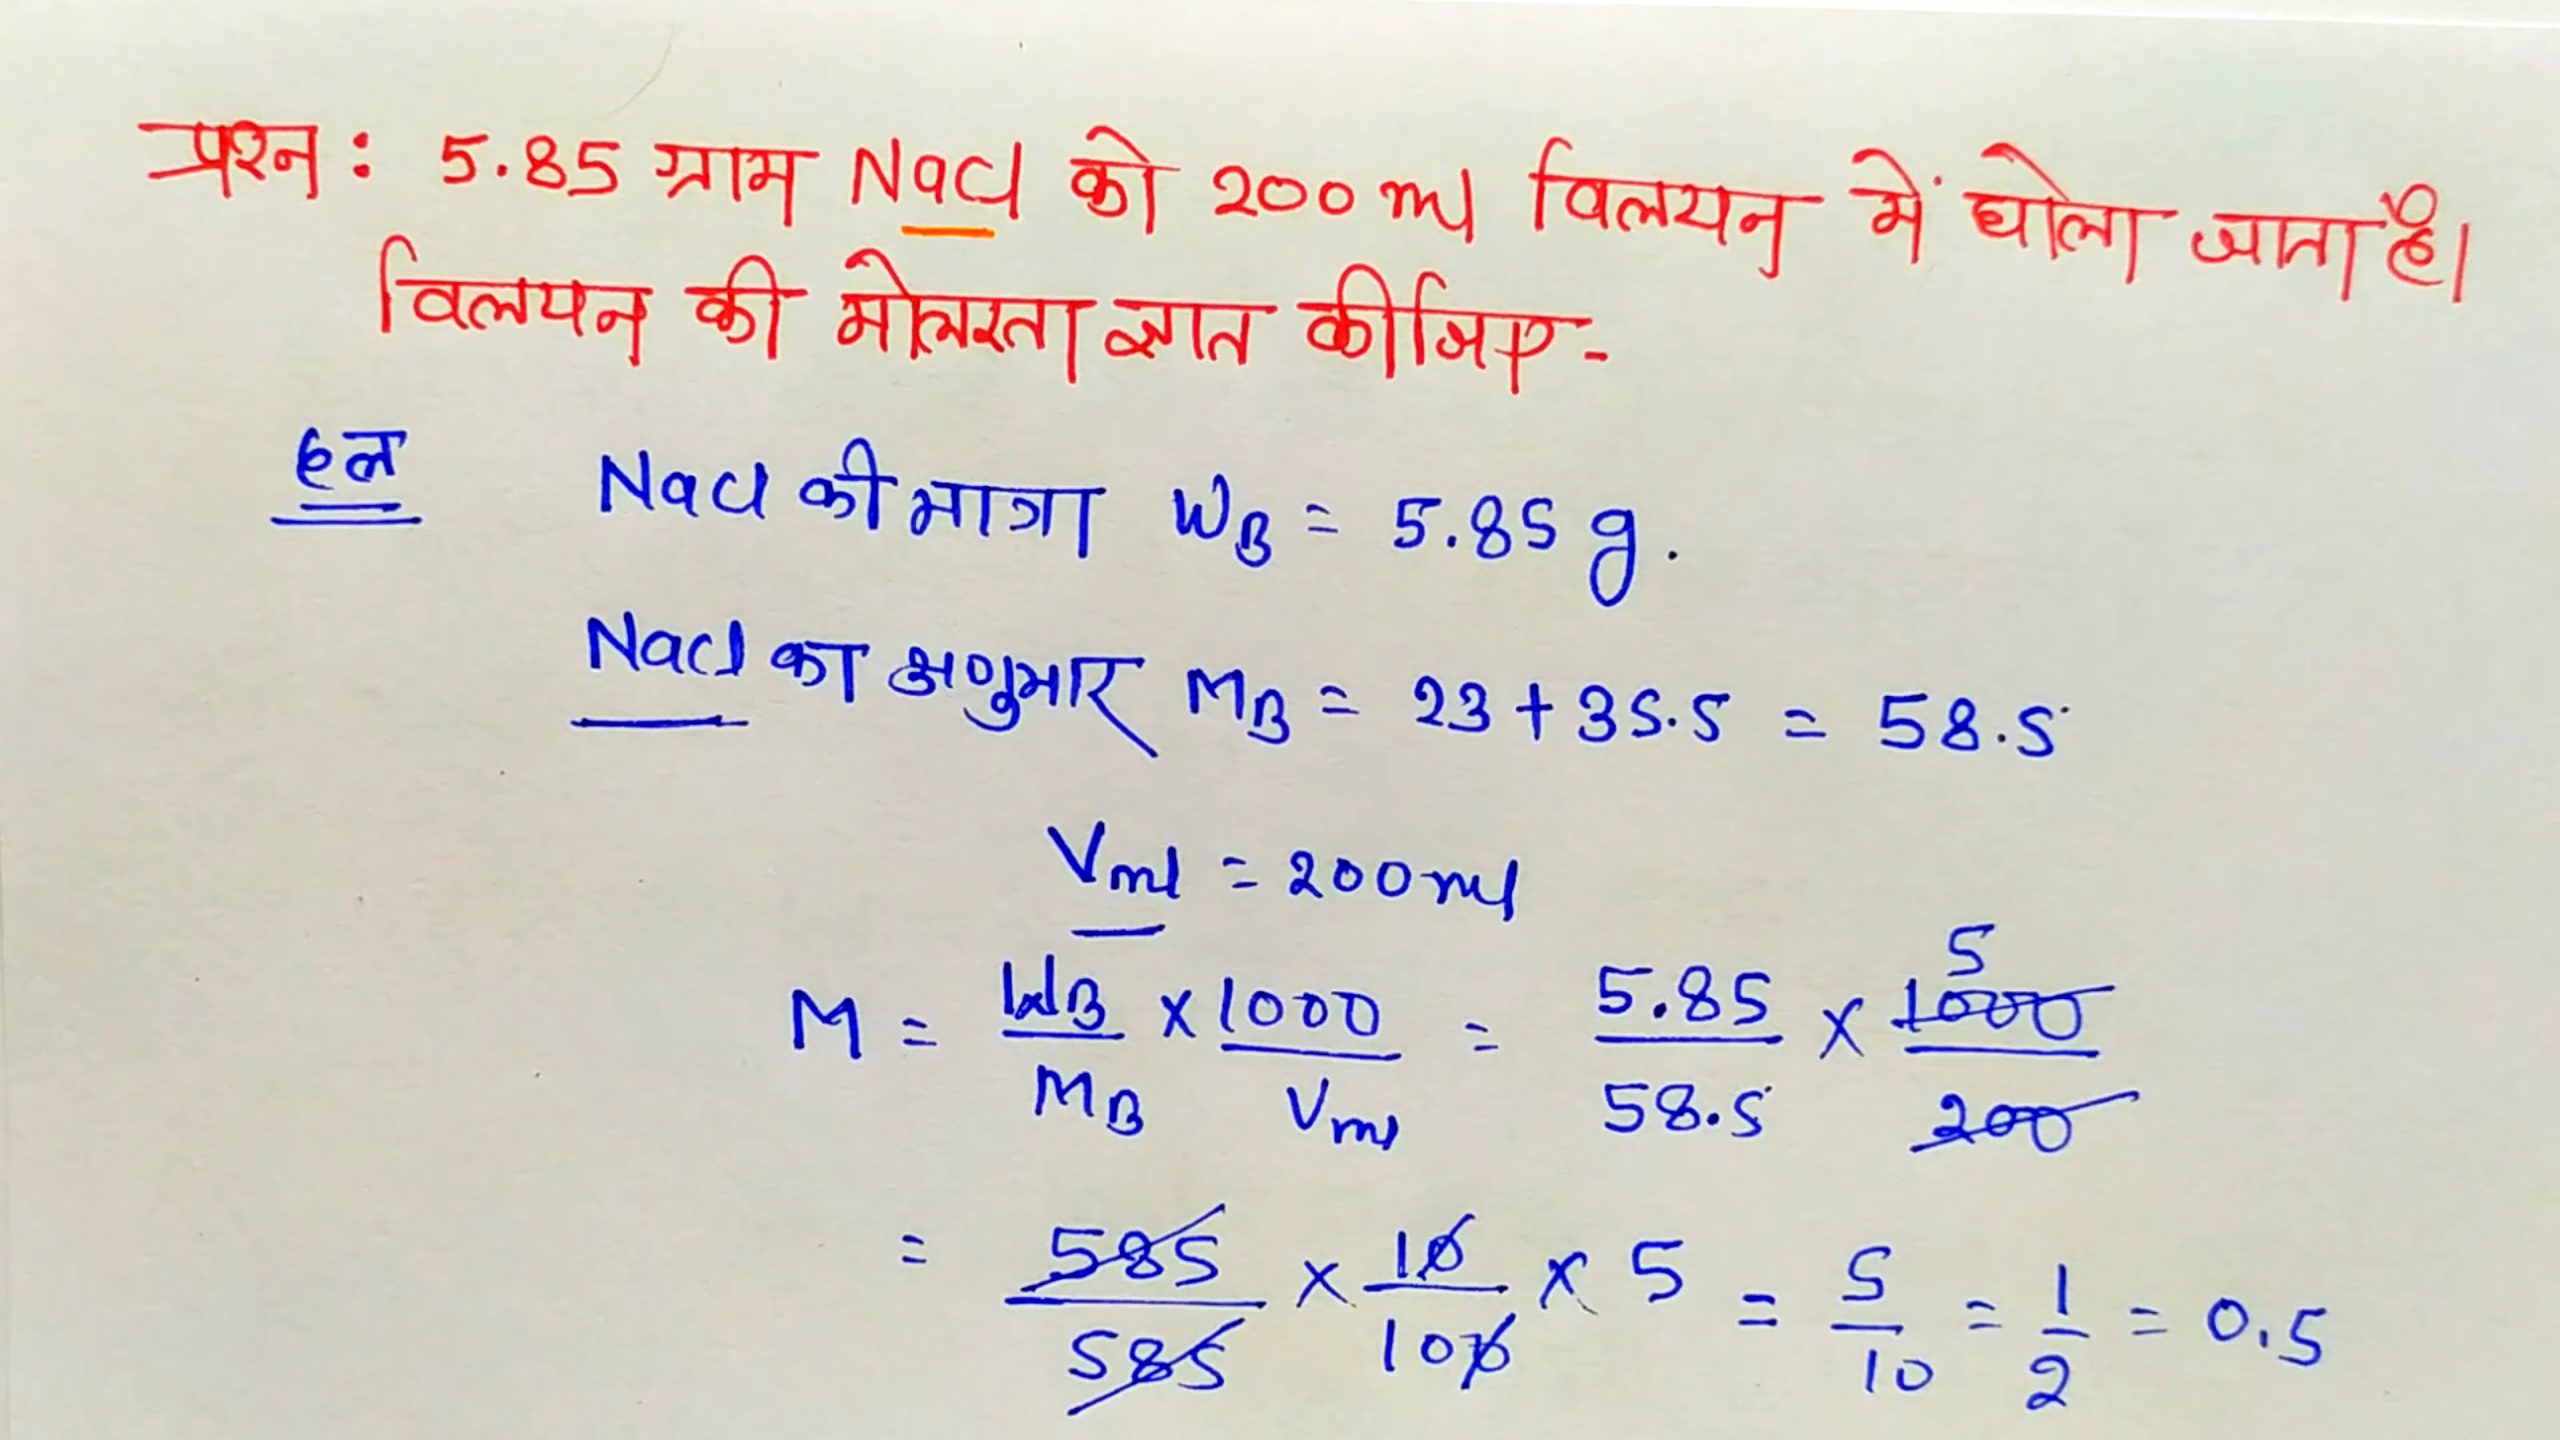 प्रश्न: 5.85 ग्राम NaCl को 200 ml विलयन में घोला जाता है।
विलयन की मोलरता ज्ञात कीजिए-
हल NaCl की मात्रा WB = 5.85 g.
NaCl का अणुभार MB = 23 + 35.5 = 58.5
Vml = 200 ml
M = WB/MB × 1000/Vml = 5.85/58.5 × 1000/200 5
= 585/585 × 10/100 × 5 = 5/10 = 1/2 = 0.5